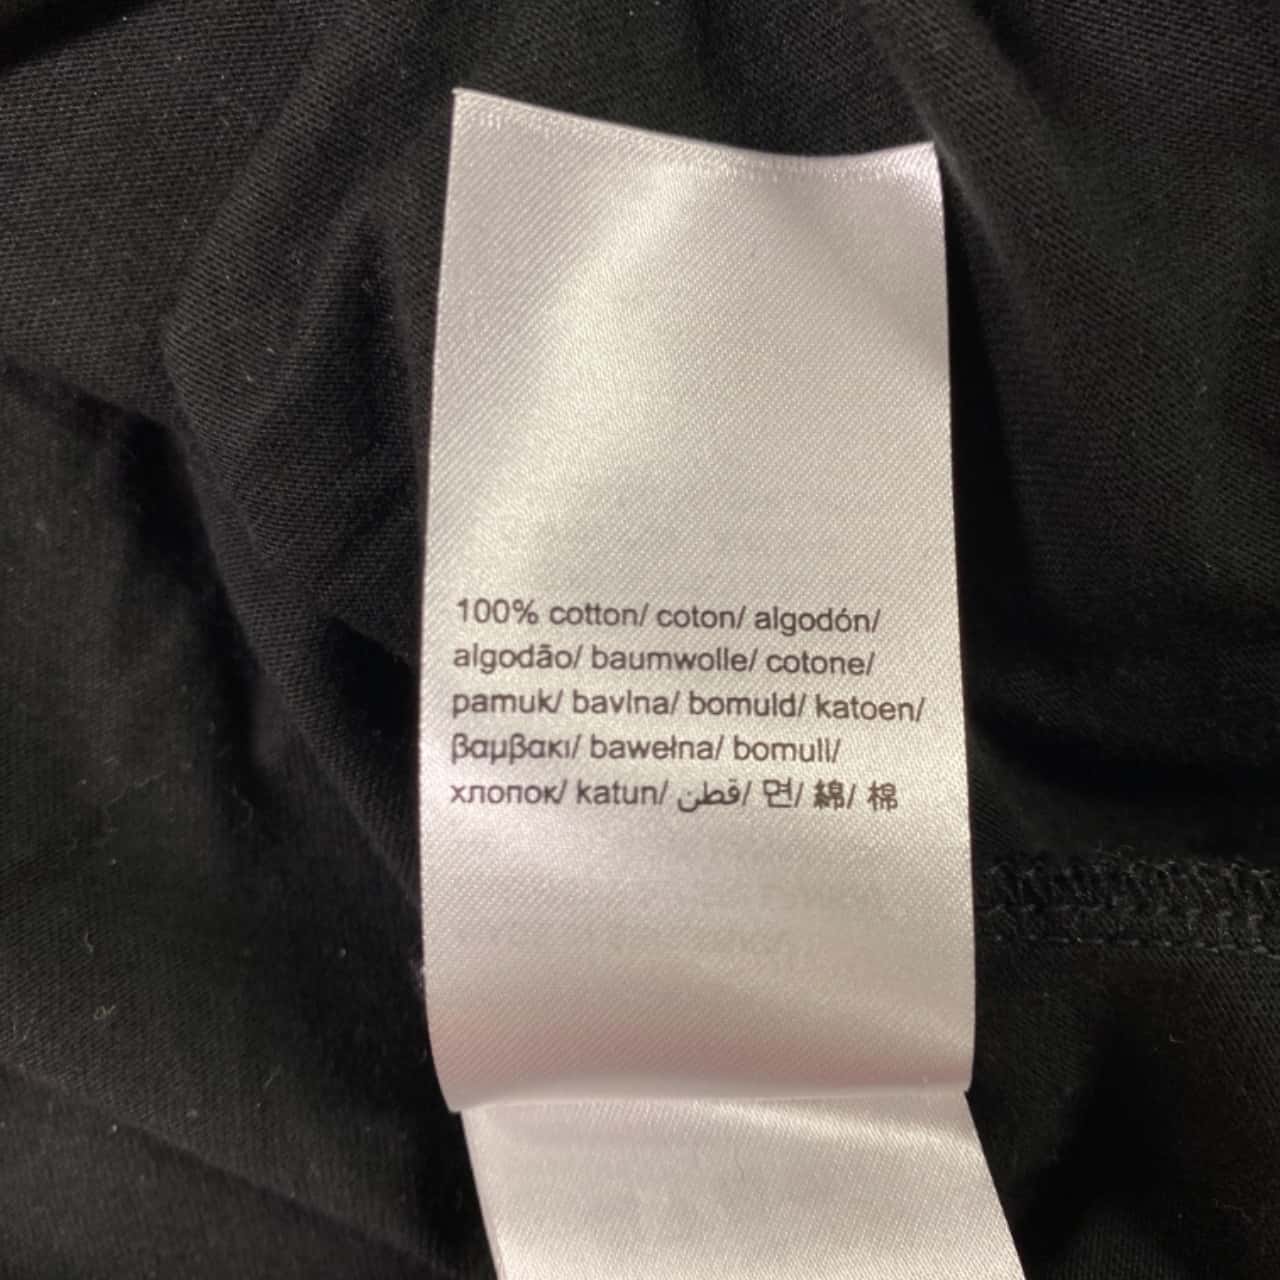 100% cotton/ coton/ algodón/
algodão/ baumwolle/ cotone/
pamuk/ bavlna/ bomuld/ katoen/
βαμβακι/ bawełna/ bomull/
хлопок/ katun/ قطن/ 면/ 綿/ 棉